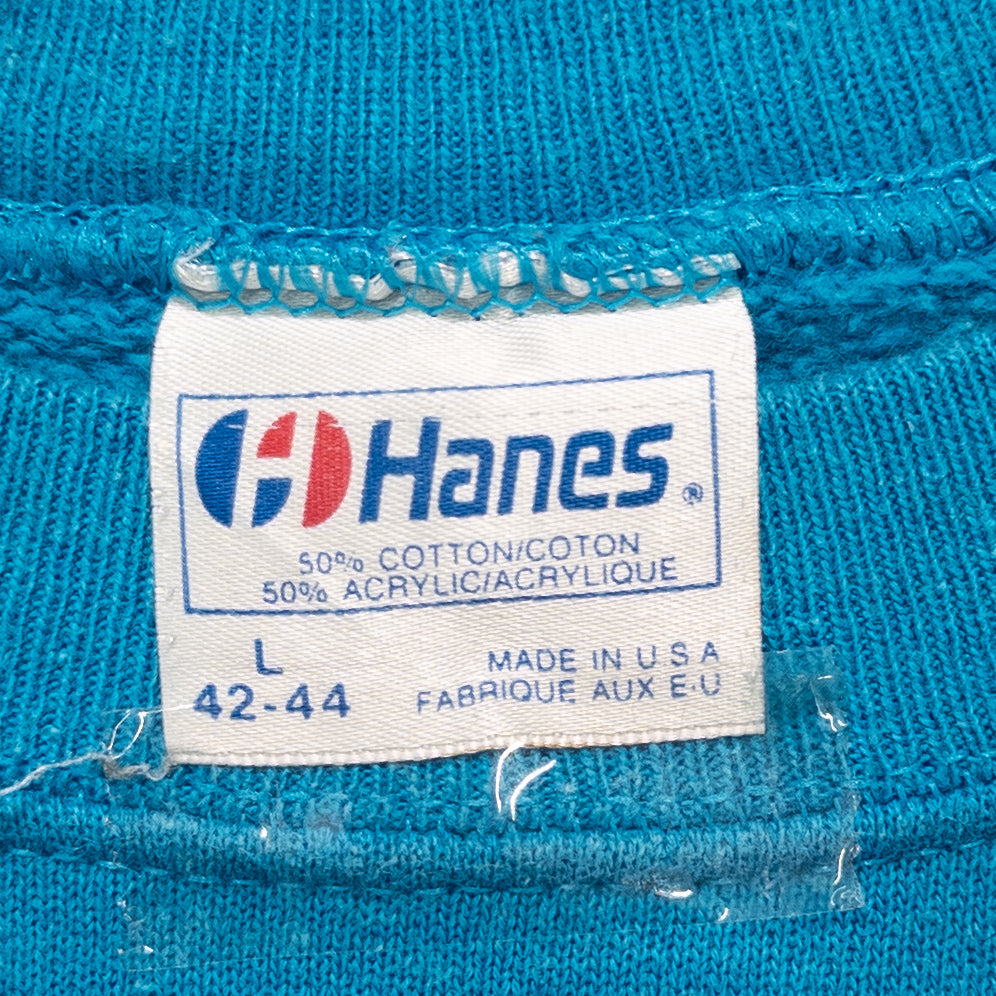 Hanes ®
50% COTTON/COTON
50% ACRYLIC/ACRYLIQUE
L
42-44
MADE IN U S A
FABRIQUE AUX E.U